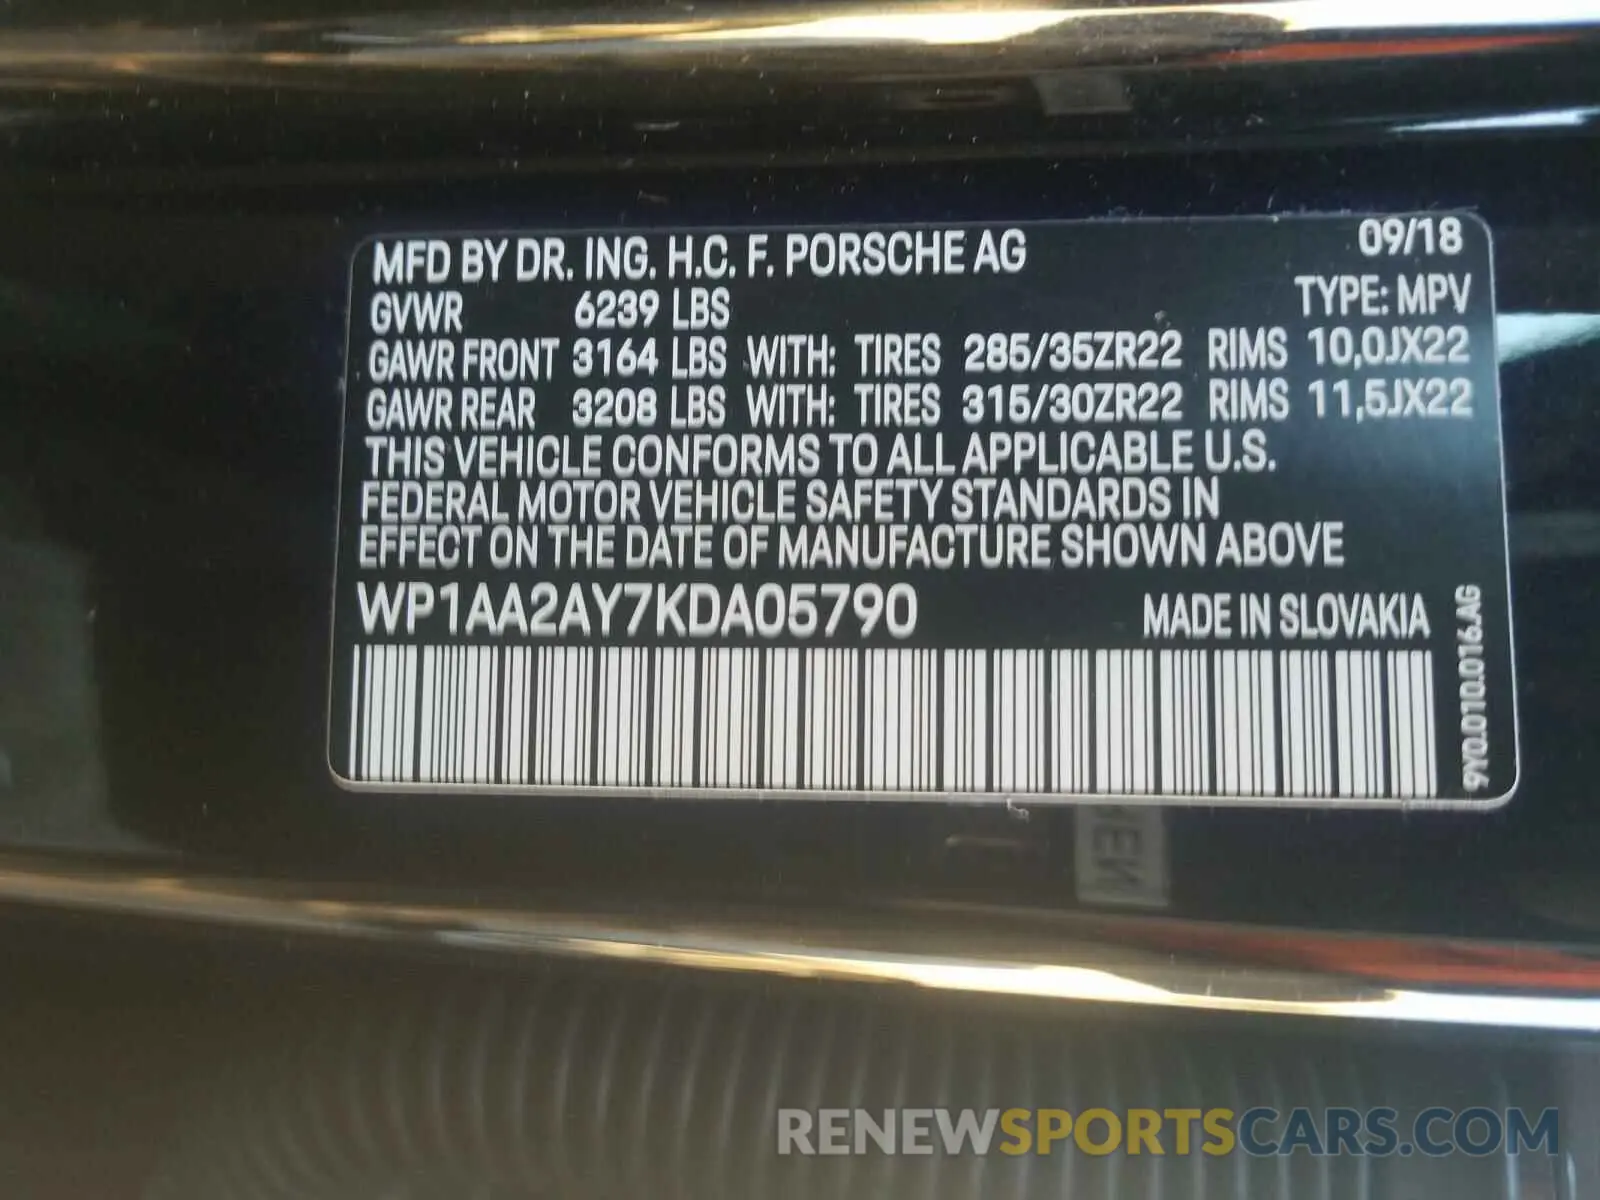 MFD BY DR. ING. H.C. F. PORSCHE AG 09/18
GVWR 6239 LBS TYPE: MPV
GAWR FRONT 3164 LBS WITH: TIRES 285/35ZR22 RIMS 10,0JX22
GAWR REAR 3208 LBS WITH: TIRES 315/30ZR22 RIMS 11,5JX22
THIS VEHICLE CONFORMS TO ALL APPLICABLE U.S.
FEDERAL MOTOR VEHICLE SAFETY STANDARDS IN
EFFECT ON THE DATE OF MANUFACTURE SHOWN ABOVE
WP1AA2AY7KDA05790 MADE IN SLOVAKIA
9Y0.010.016.AG
RENEWSPORTSCARS.COM